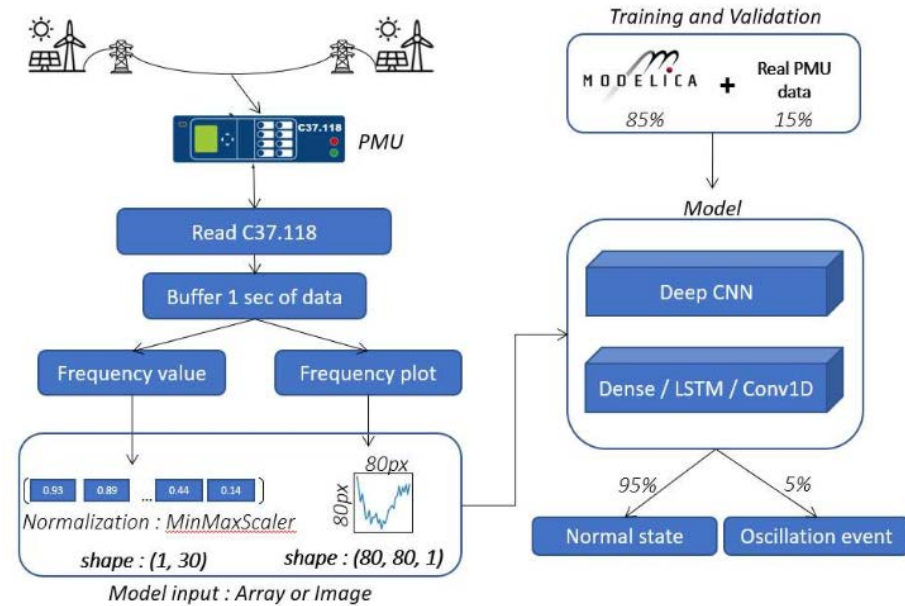 C37.118
PMU
Read C37.118
Buffer 1 sec of data
Frequency value
Frequency plot
0.93 0.89 ... 0.44 0.14
Normalization : MinMaxScaler
shape : (1, 30)
80px
80px
shape : (80, 80, 1)
Model input : Array or Image
Training and Validation
MODELICA
+
Real PMU
data
85%
15%
Model
Deep CNN
Dense / LSTM / Conv1D
95%
5%
Normal state
Oscillation event